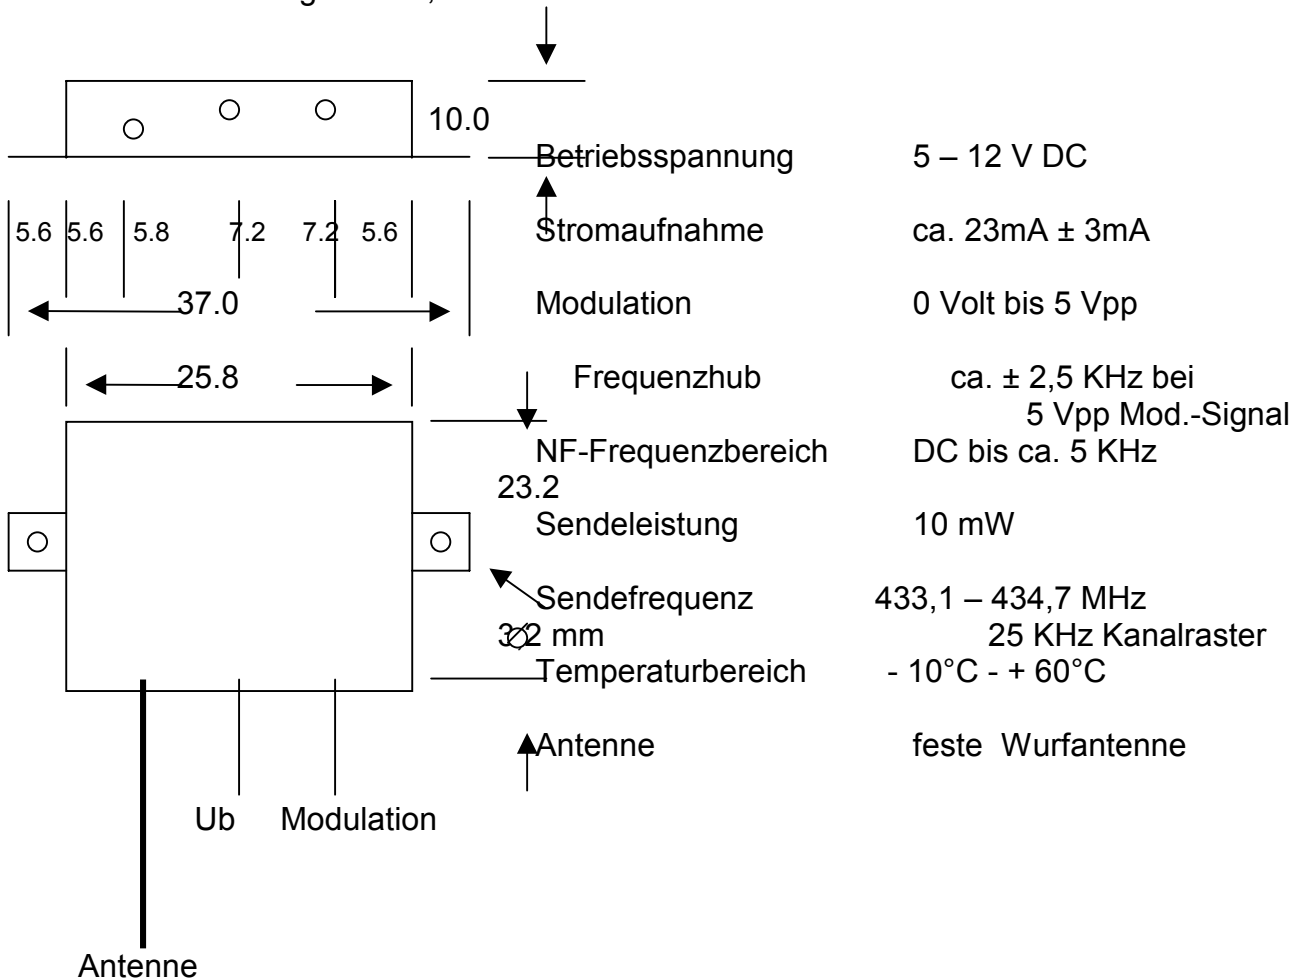 10.0
Betriebsspannung 5 – 12 V DC
5.6 5.6 5.8 7.2 7.2 5.6
Stromaufnahme ca. 23mA ± 3mA
37.0
Modulation 0 Volt bis 5 Vpp
25.8
Frequenzhub ca. ± 2,5 KHz bei
5 Vpp Mod.-Signal
NF-Frequenzbereich DC bis ca. 5 KHz
23.2
Sendeleistung 10 mW
Sendefrequenz 433,1 – 434,7 MHz
3.2 mm 25 KHz Kanalraster
Temperaturbereich - 10°C - + 60°C
Antenne feste Wurfantenne
Ub Modulation
Antenne